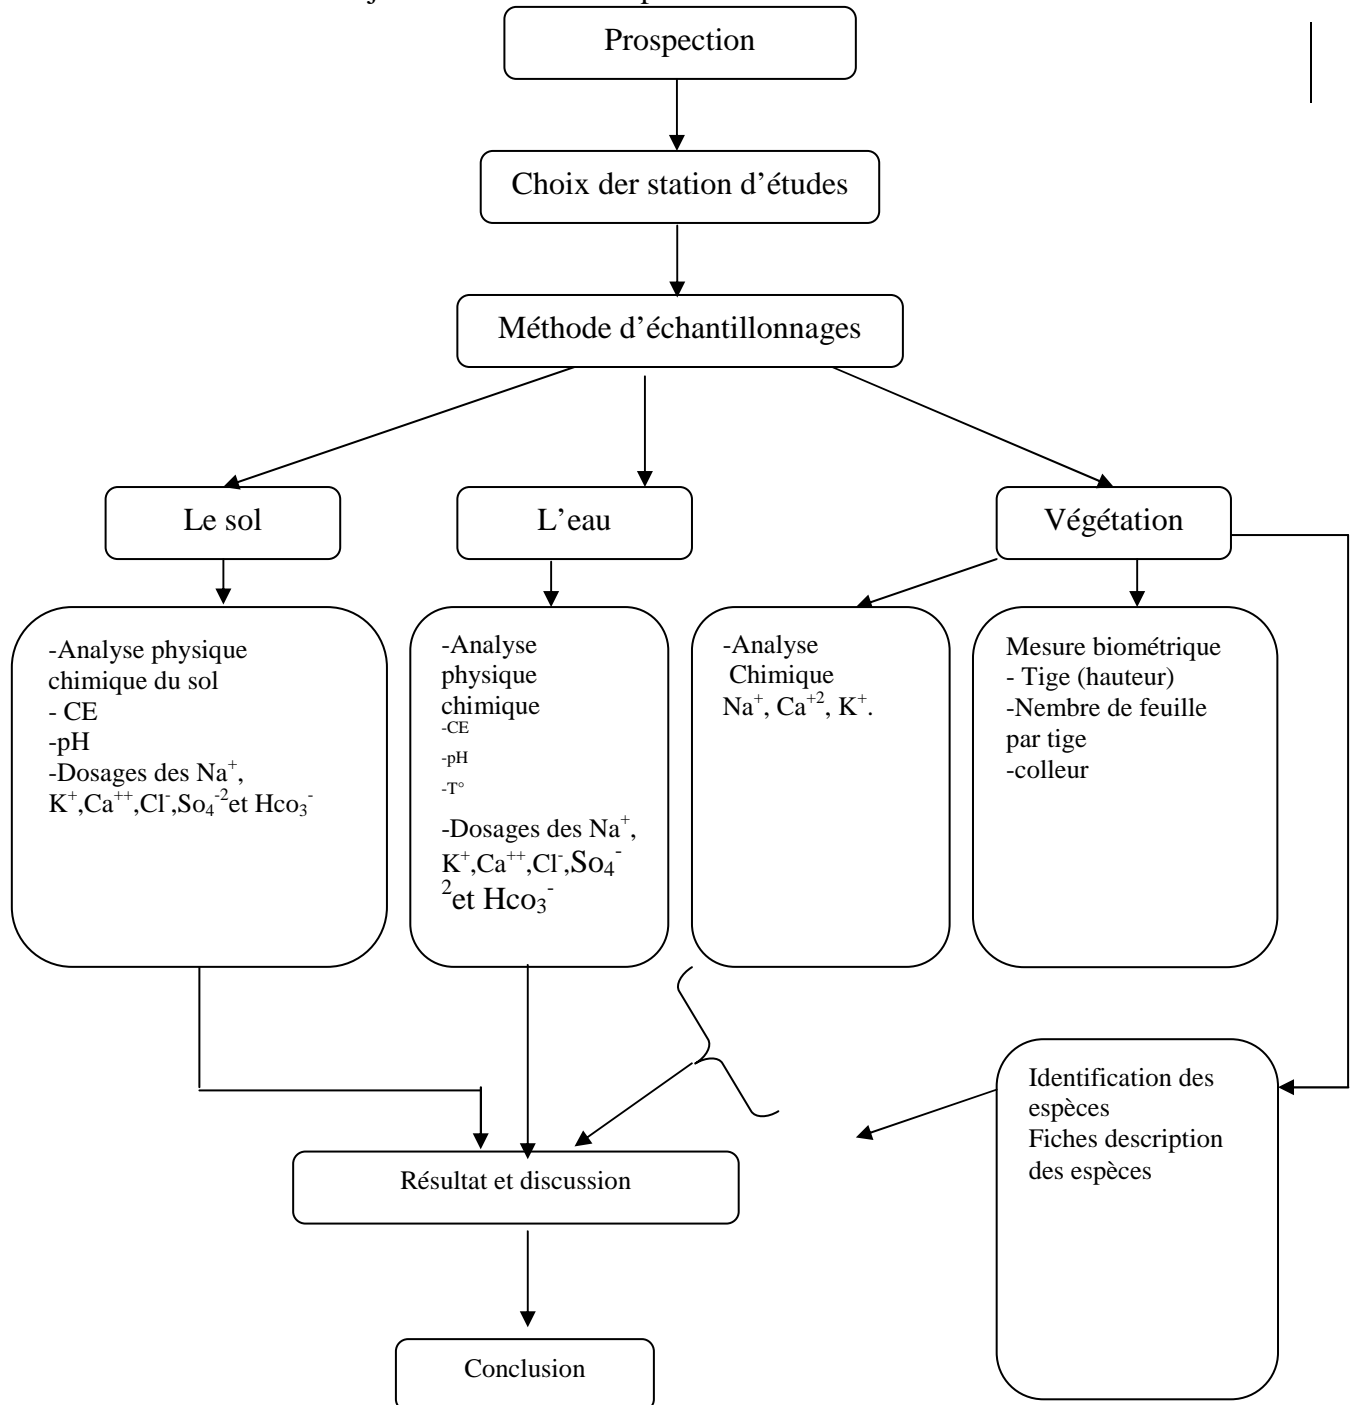 Prospection
Choix der station d’études
Méthode d’échantillonnages
Le sol
L’eau
Végétation
-Analyse physique
chimique du sol
- CE
-pH
-Dosages des Na⁺,
K⁺,Ca⁺⁺,Cl⁻,So₄⁻²et Hco₃⁻
-Analyse
physique
chimique
-CE
-pH
-T°
-Dosages des Na⁺,
K⁺,Ca⁺⁺,Cl⁻,So₄⁻
²et Hco₃⁻
-Analyse
Chimique
Na⁺, Ca⁺², K⁺.
Mesure biométrique
- Tige (hauteur)
-Nembre de feuille
par tige
-colleur
Identification des
espèces
Fiches description
des espèces
Résultat et discussion
Conclusion